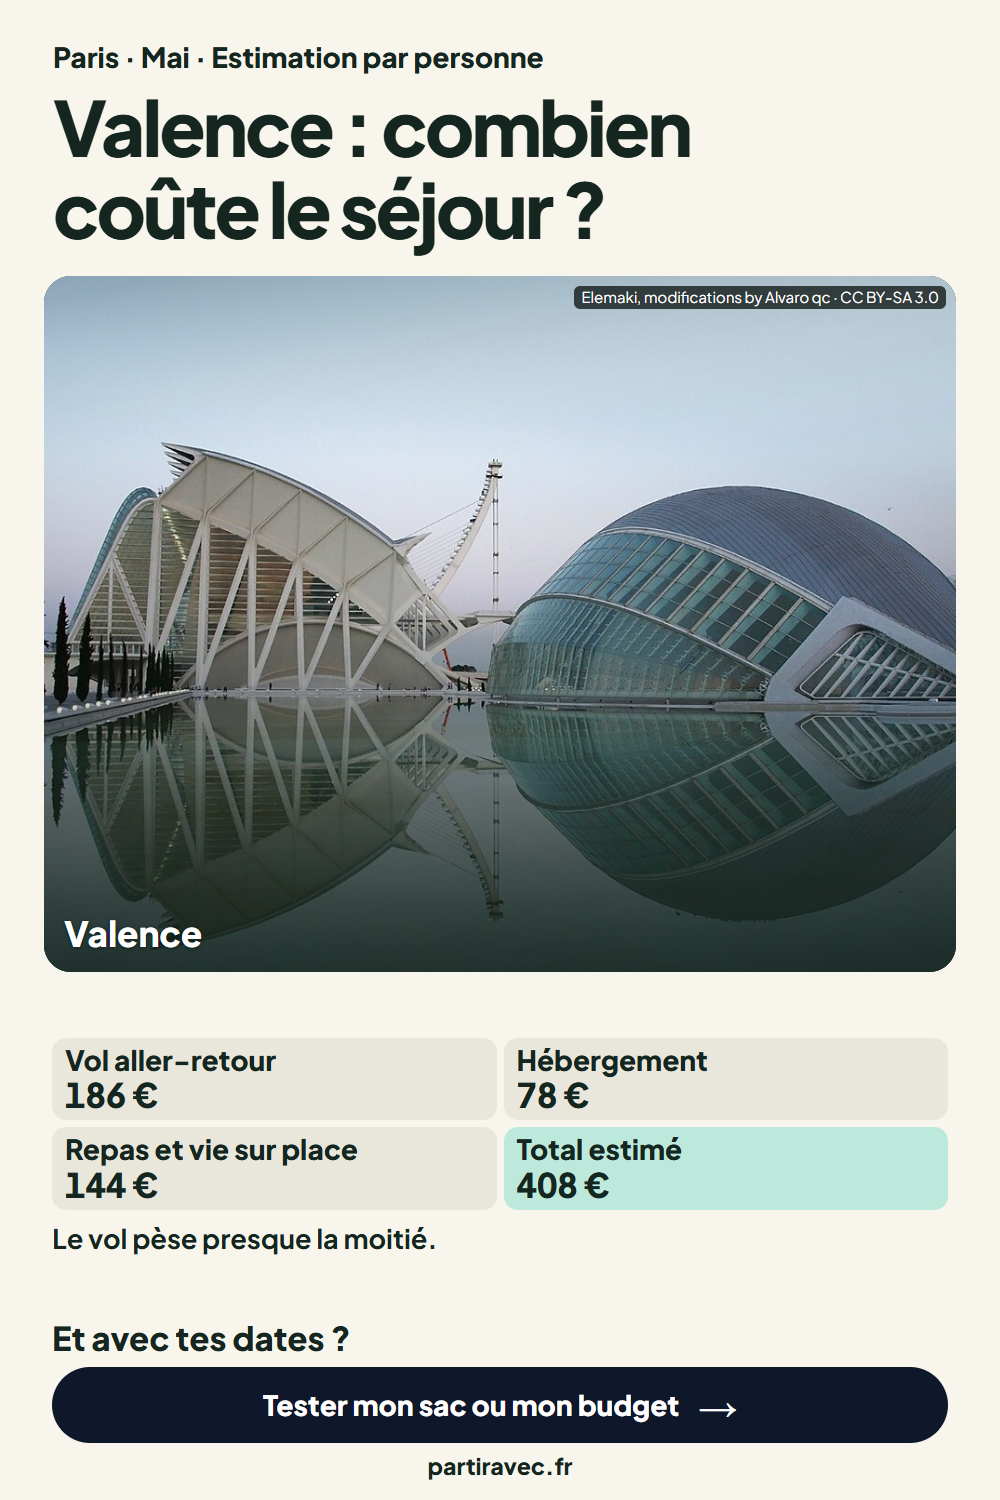 Paris · Mai · Estimation par personne
Valence : combien
coûte le séjour ?
Elemaki, modifications by Alvaro qc · CC BY-SA 3.0
Valence
Vol aller-retour
186 €
Hébergement
78 €
Repas et vie sur place
144 €
Total estimé
408 €
Le vol pèse presque la moitié.
Et avec tes dates ?
Tester mon sac ou mon budget →
partiravec.fr